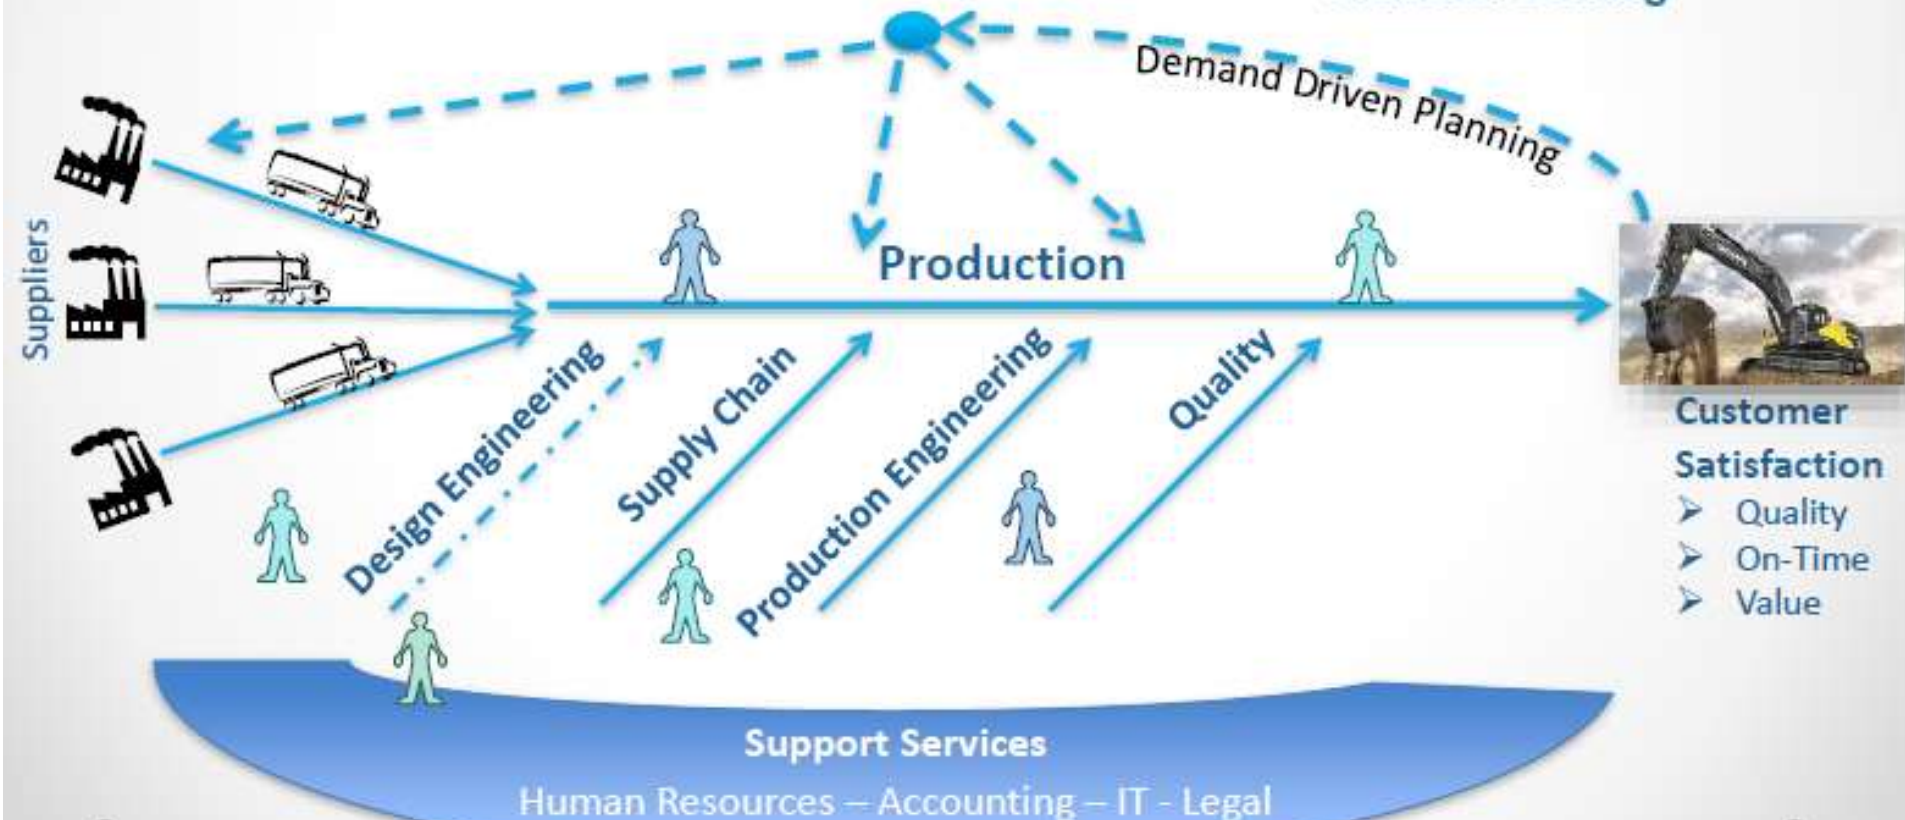 Demand Driven Planning
Suppliers
Production
Design Engineering
Supply Chain
Production Engineering
Quality
Customer
Satisfaction
➢ Quality
➢ On-Time
➢ Value
Support Services
Human Resources – Accounting – IT - Legal